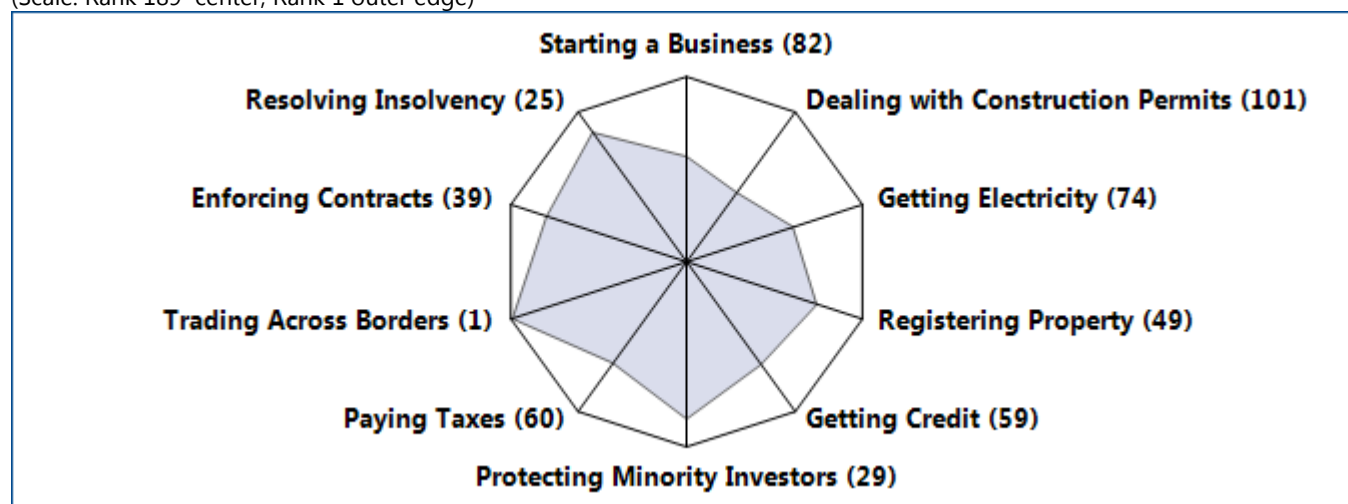 (Scale: Rank 189 center, Rank 1 outer edge)
Starting a Business (82)
Resolving Insolvency (25)
Dealing with Construction Permits (101)
Enforcing Contracts (39)
Getting Electricity (74)
Trading Across Borders (1)
Registering Property (49)
Paying Taxes (60)
Getting Credit (59)
Protecting Minority Investors (29)